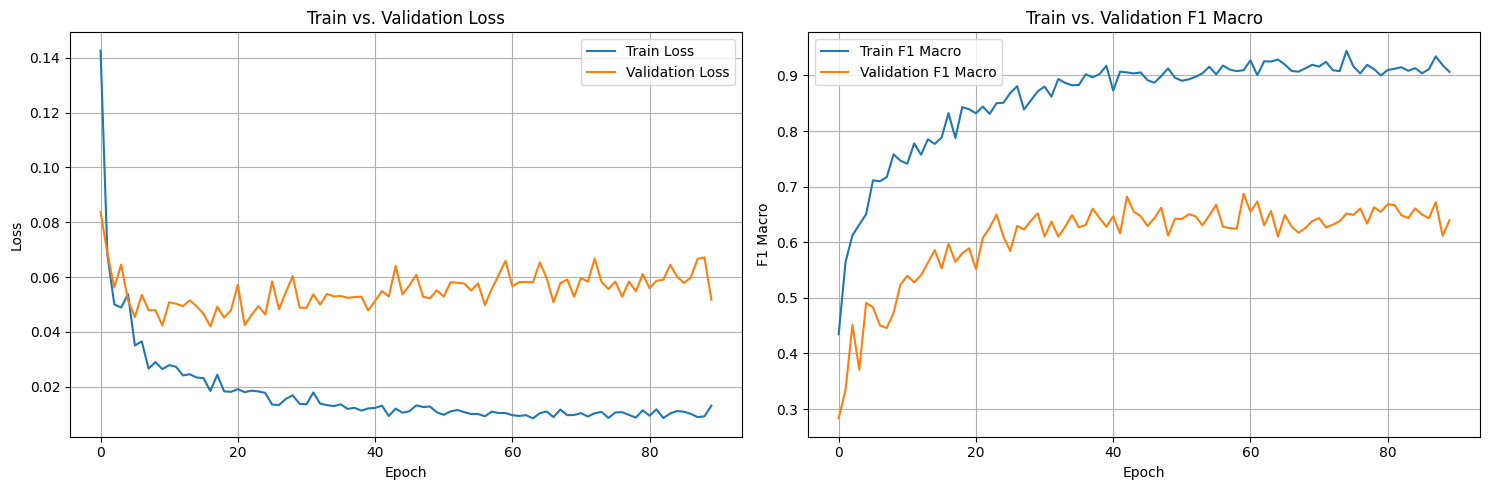 Train vs. Validation Loss
Train Loss
Validation Loss
0.14
0.12
0.10
0.08
0.06
0.04
0.02
Loss
0
20
40
60
80
Epoch
Train vs. Validation F1 Macro
Train F1 Macro
Validation F1 Macro
0.9
0.8
0.7
0.6
0.5
0.4
0.3
F1 Macro
0
20
40
60
80
Epoch